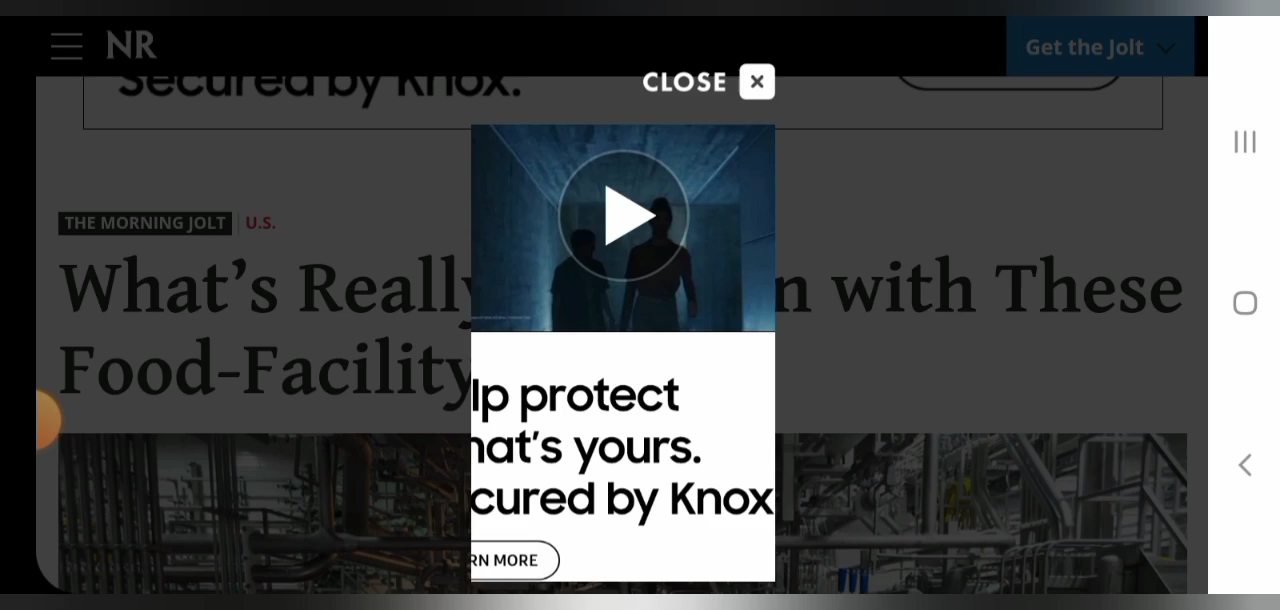 NR
Get the Jolt
Secured by Knox.
CLOSE
THE MORNING JOLT U.S.
What's Really with These
Food-Facility
lp protect
hat's yours.
cured by Knox
RN MORE